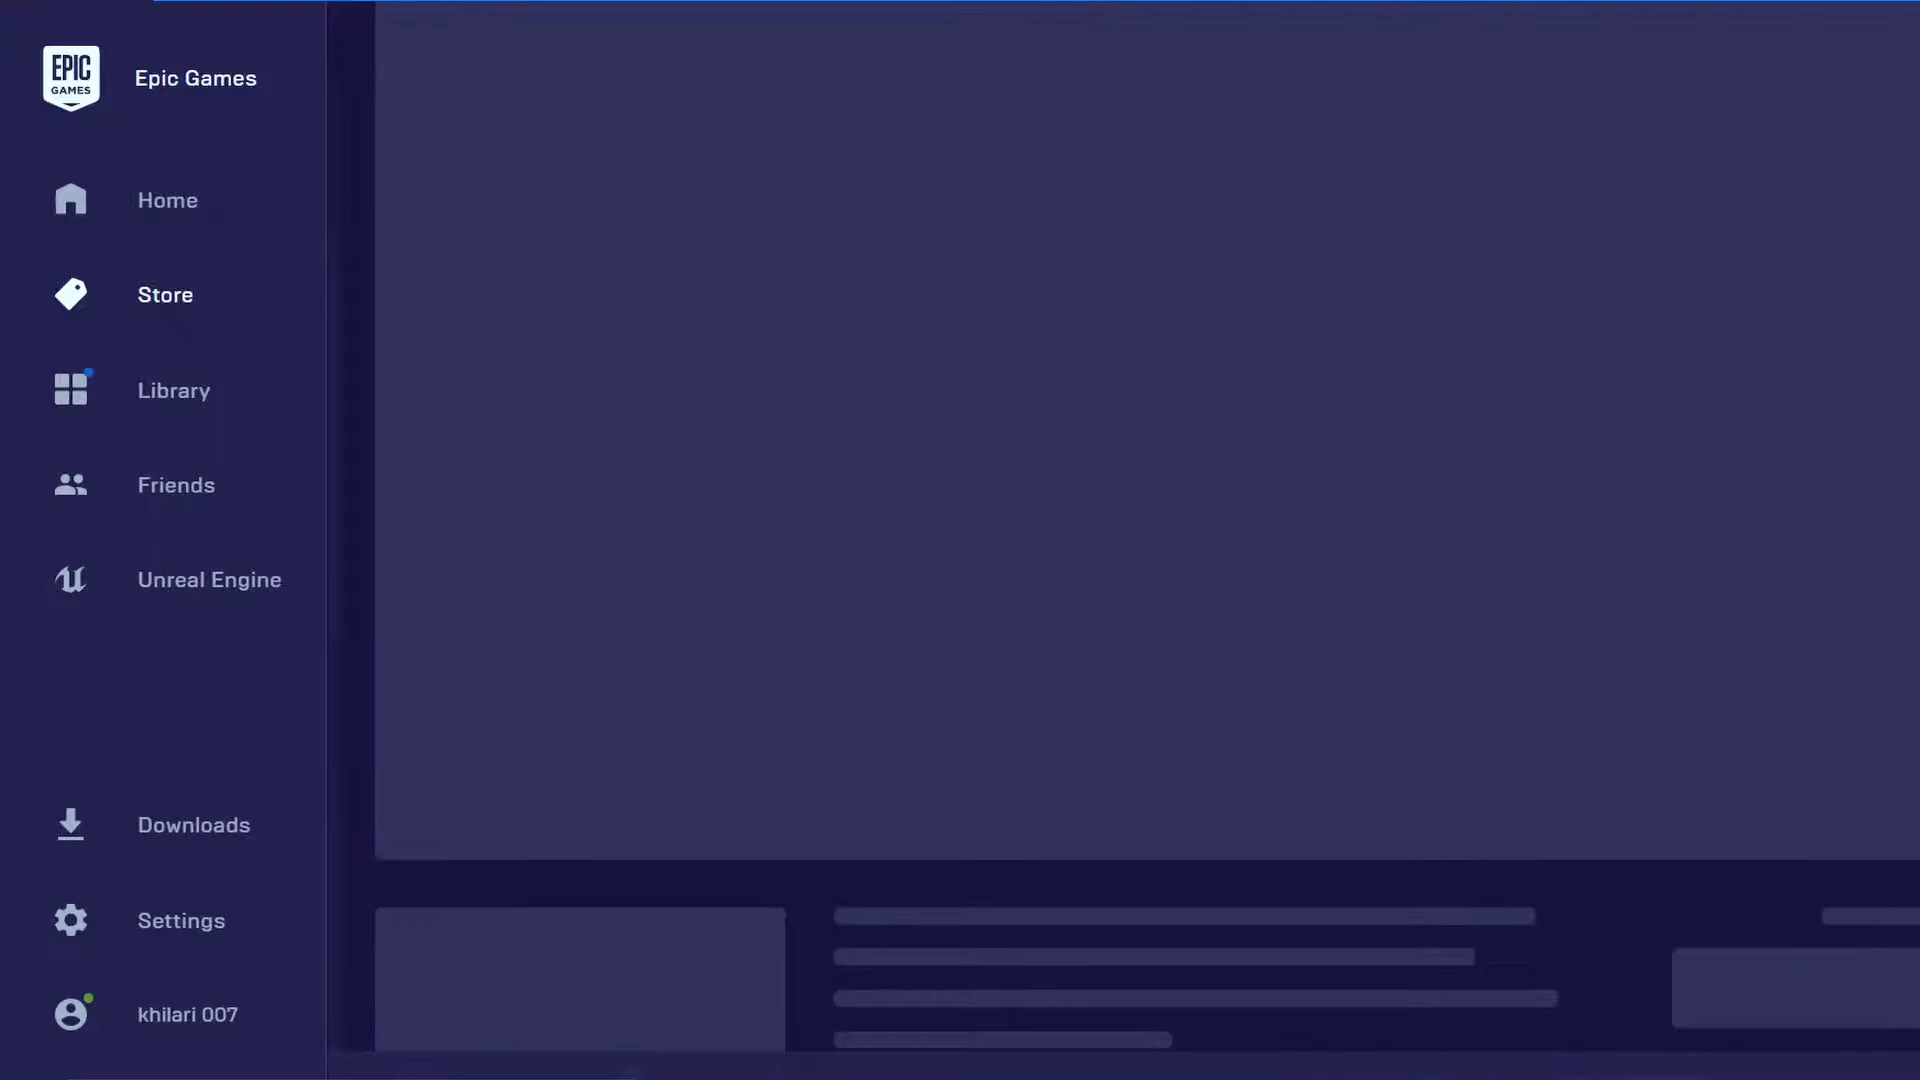 EPIC
GAMES
Epic Games
Home
Store
Library
Friends
Unreal Engine
Downloads
Settings
khilari 007